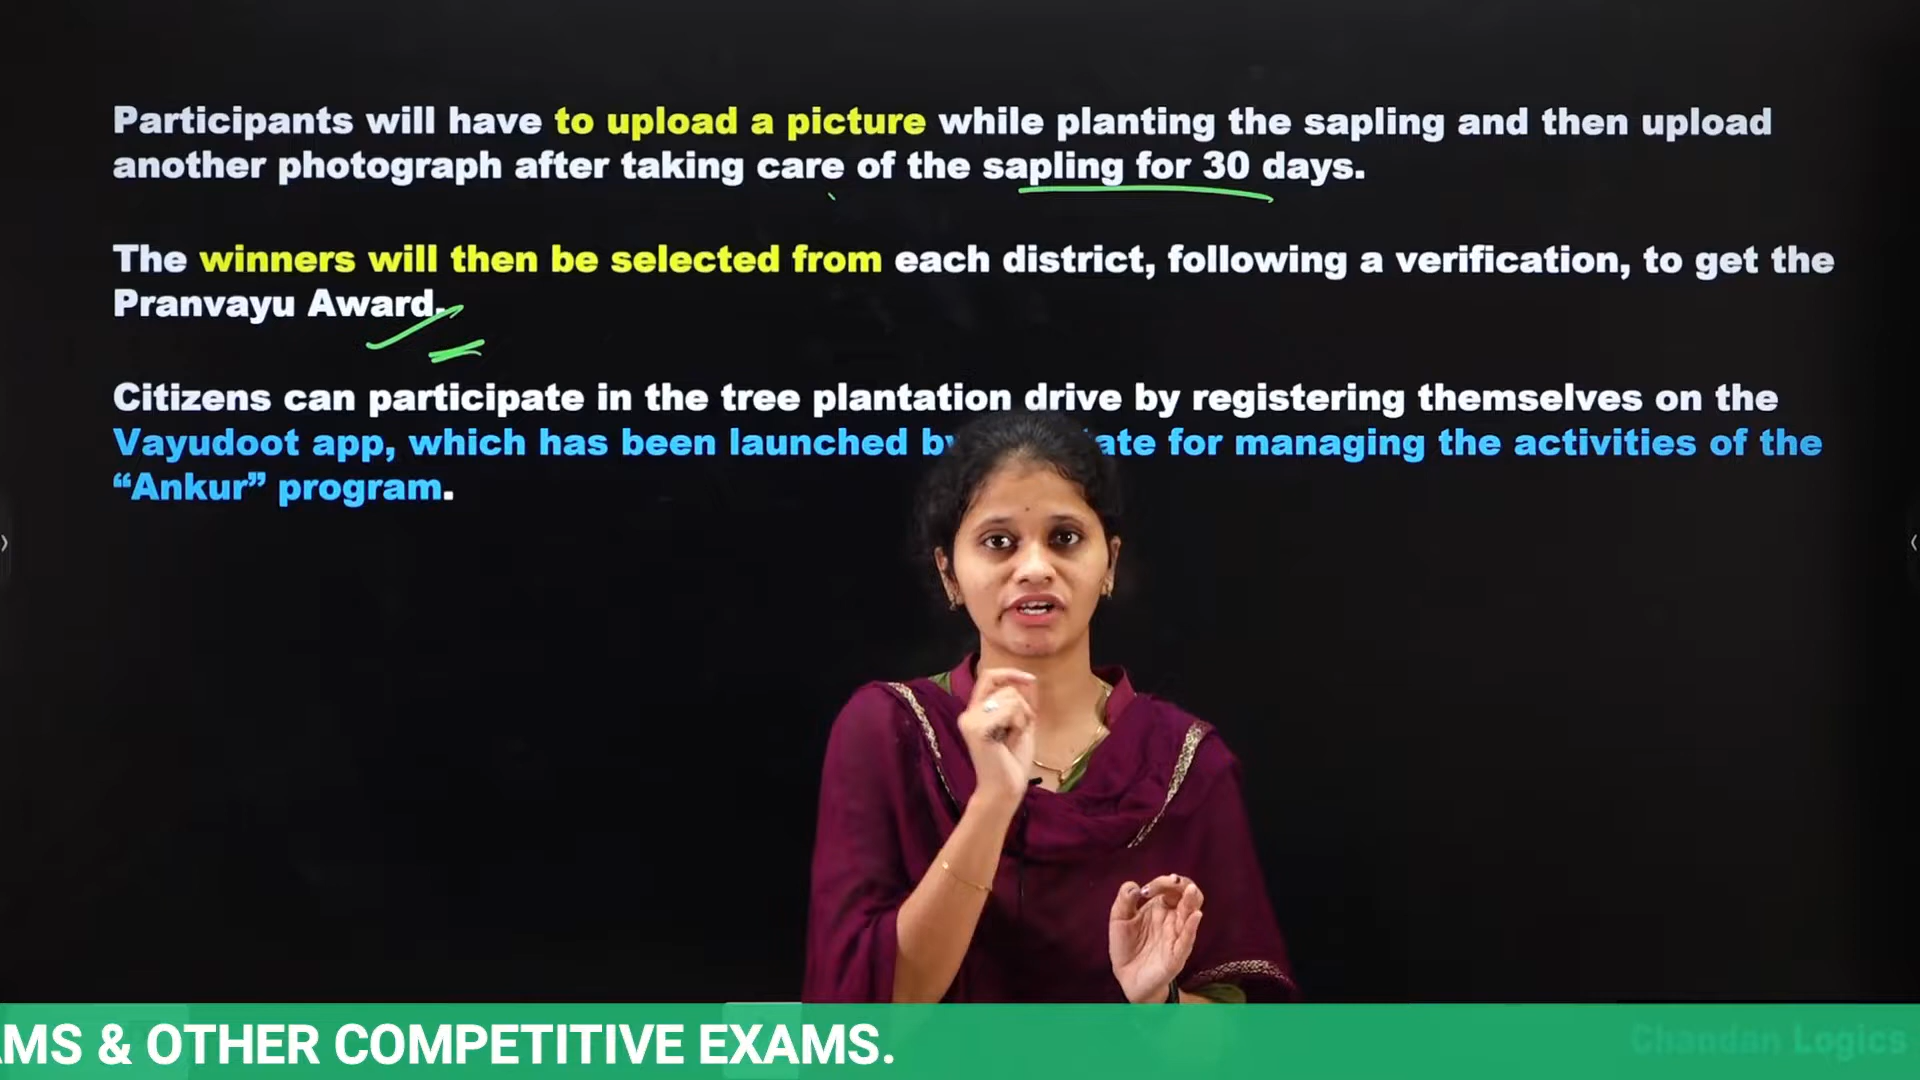 Participants will have to upload a picture while planting the sapling and then upload
another photograph after taking care of the sapling for 30 days.
The winners will then be selected from each district, following a verification, to get the
Pranvayu Award.
Citizens can participate in the tree plantation drive by registering themselves on the
Vayudoot app, which has been launched by ate for managing the activities of the
“Ankur” program.
AMS & OTHER COMPETITIVE EXAMS.
Chandan Logics